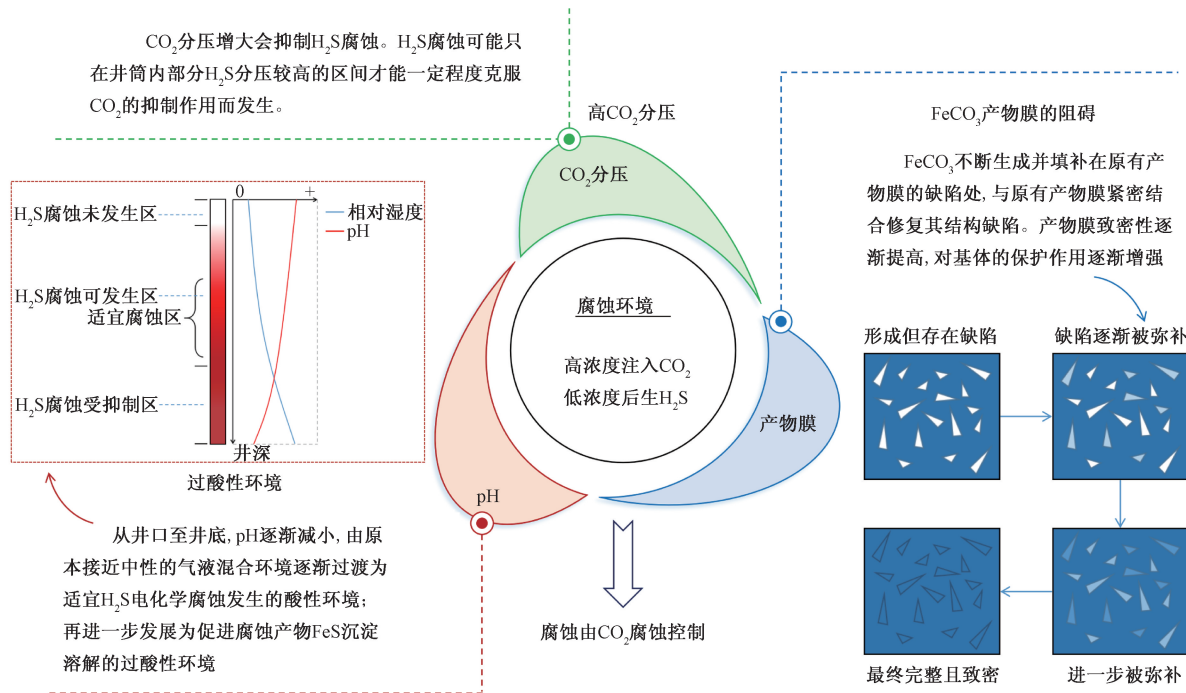 CO₂分压增大会抑制H₂S腐蚀。H₂S腐蚀可能只
在井筒内部分H₂S分压较高的区间才能一定程度克服
CO₂的抑制作用而发生。
高CO₂分压
CO₂分压
FeCO₃产物膜的阻碍
FeCO₃不断生成并填补在原有产
物膜的缺陷处, 与原有产物膜紧密结
合修复其结构缺陷。产物膜致密性逐
渐提高, 对基体的保护作用逐渐增强
0
+
H₂S腐蚀未发生区
相对湿度
pH
H₂S腐蚀可发生区
适宜腐蚀区
H₂S腐蚀受抑制区
井深
过酸性环境
腐蚀环境
高浓度注入CO₂
低浓度后生H₂S
产物膜
pH
形成但存在缺陷
缺陷逐渐被弥补
最终完整且致密
进一步被弥补
从井口至井底, pH逐渐减小, 由原
本接近中性的气液混合环境逐渐过渡为
适宜H₂S电化学腐蚀发生的酸性环境;
再进一步发展为促进腐蚀产物FeS沉淀
溶解的过酸性环境
腐蚀由CO₂腐蚀控制